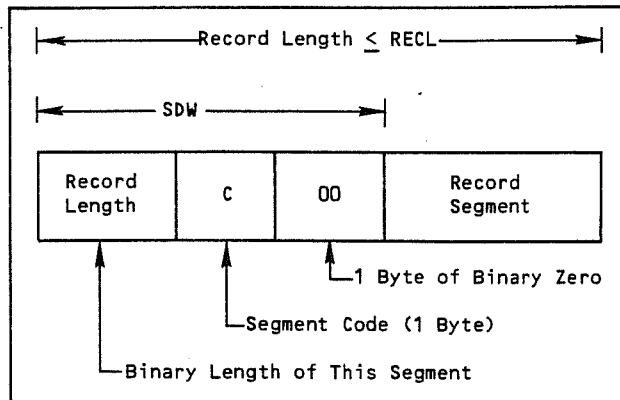 Record Length ≤ RECL
SDW
Record Length
C
00
Record Segment
1 Byte of Binary Zero
Segment Code (1 Byte)
Binary Length of This Segment